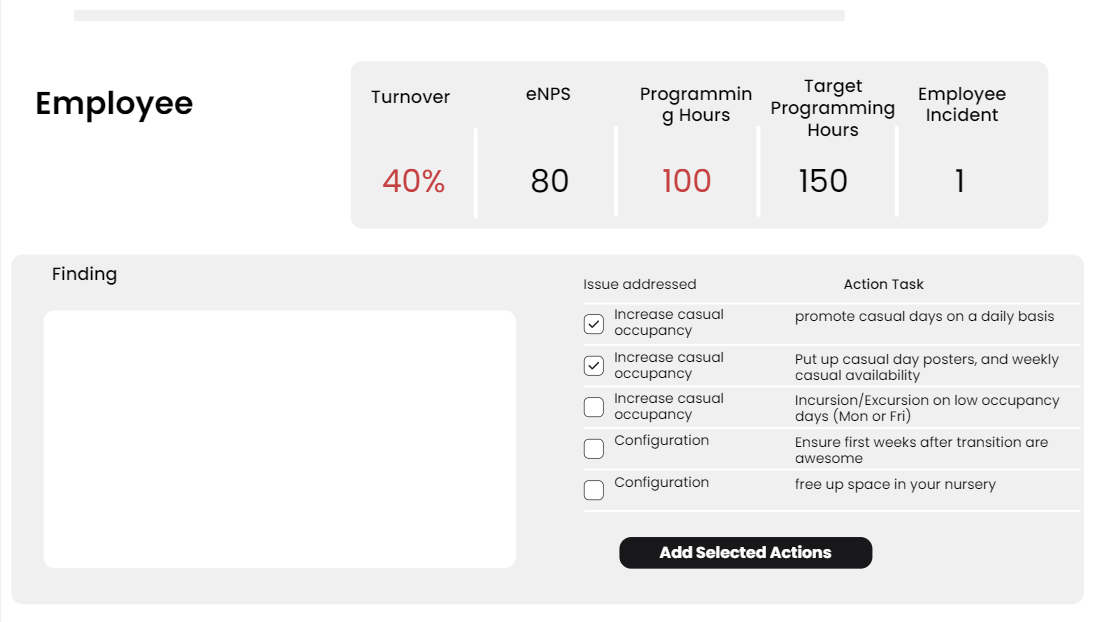 Employee
Turnover
eNPS
Programmin
g Hours
Target
Programming
Hours
Employee
Incident
40%
80
100
150
1
Finding
Issue addressed
Action Task
Increase casual
occupancy
promote casual days on a daily basis
Increase casual
occupancy
Put up casual day posters, and weekly
casual availability
Increase casual
occupancy
Incursion/Excursion on low occupancy
days (Mon or Fri)
Configuration
Ensure first weeks after transition are
awesome
Configuration
free up space in your nursery
Add Selected Actions